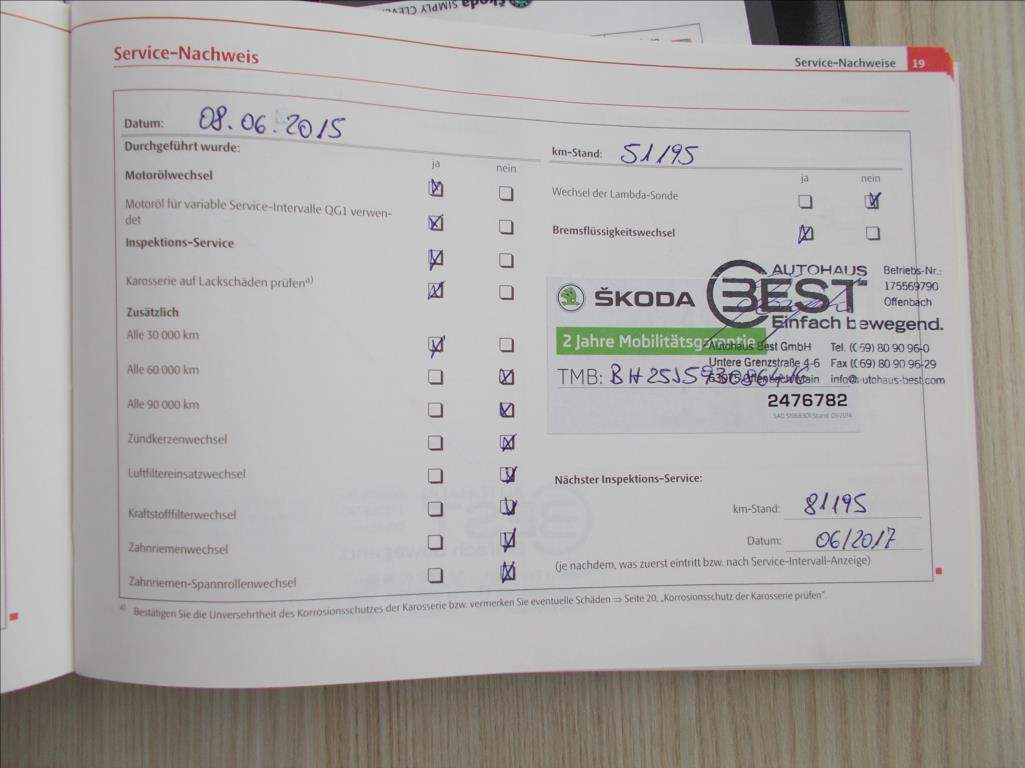 Škoda SIMPLY CLEV
Service-Nachweis
Service-Nachweise 19
Datum: 08.06.2015
Durchgeführt wurde:
ja nein
Motorölwechsel
Motoröl für variable Service-Intervalle QG1 verwen-
det
Inspektions-Service
Karosserie auf Lackschäden prüfen a)
Zusätzlich
Alle 30 000 km
Alle 60 000 km
Alle 90 000 km
Zündkerzenwechsel
Luftfiltereinsatzwechsel
Kraftstofffilterwechsel
Zahnriemenwechsel
Zahnriemen-Spannrollenwechsel
km-Stand: 51195
ja nein
Wechsel der Lambda-Sonde
Bremsflüssigkeitswechsel
ŠKODA
2 Jahre Mobilitätsgarantie
TMB:
2476782
AUTOHAUS
BEST
Einfach bewegend.
Betriebs-Nr.:
175569790
Offenbach
Autohaus Best GmbH Tel. (069) 80 90 96-0
Untere Grenzstraße 4-6 Fax (069) 80 90 96-29
63075 Offenbach/Main info@autohaus-best.com
Nächster Inspektions-Service:
km-Stand: 81195
Datum: 06/2017
(je nachdem, was zuerst eintritt bzw. nach Service-Intervall-Anzeige)
a) Bestätigen Sie die Unversehrtheit des Korrosionsschutzes der Karosserie bzw. vermerken Sie eventuelle Schäden ⇒ Seite 20, „Korrosionsschutz der Karosserie prüfen“.